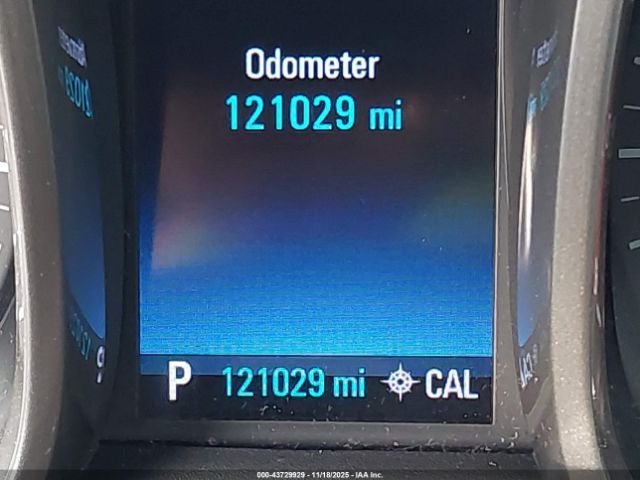 Odometer
121029 mi
P 121029 mi CAL
000-43729929 - 11/18/2025 - IAA Inc.